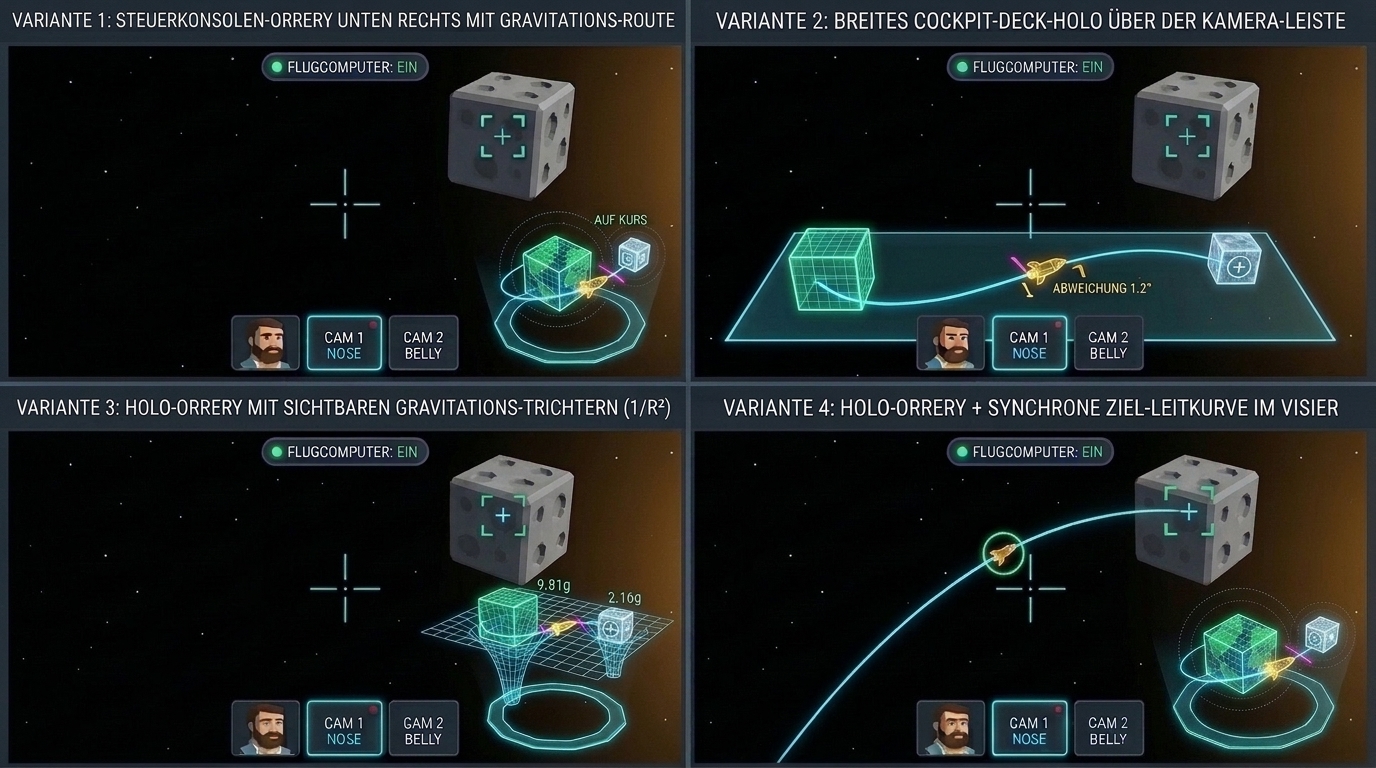 VARIANTE 1: STEUERKONSOLEN-ORRERY UNTEN RECHTS MIT GRAVITATIONS-ROUTE
FLUGCOMPUTER: EIN
AUF KURS
CAM 1
NOSE
CAM 2
BELLY
VARIANTE 2: BREITES COCKPIT-DECK-HOLO ÜBER DER KAMERA-LEISTE
FLUGCOMPUTER: EIN
ABWEICHUNG 1.2°
CAM 1
NOSE
CAM 2
BELLY
VARIANTE 3: HOLO-ORRERY MIT SICHTBAREN GRAVITATIONS-TRICHTERN (1/R²)
FLUGCOMPUTER: EIN
9.81g
2.16g
CAM 1
NOSE
GAM 2
BELLY
VARIANTE 4: HOLO-ORRERY + SYNCHRONE ZIEL-LEITKURVE IM VISIER
FLUGCOMPUTER: EIN
CAM 1
NOSE
CAM 2
BELLY